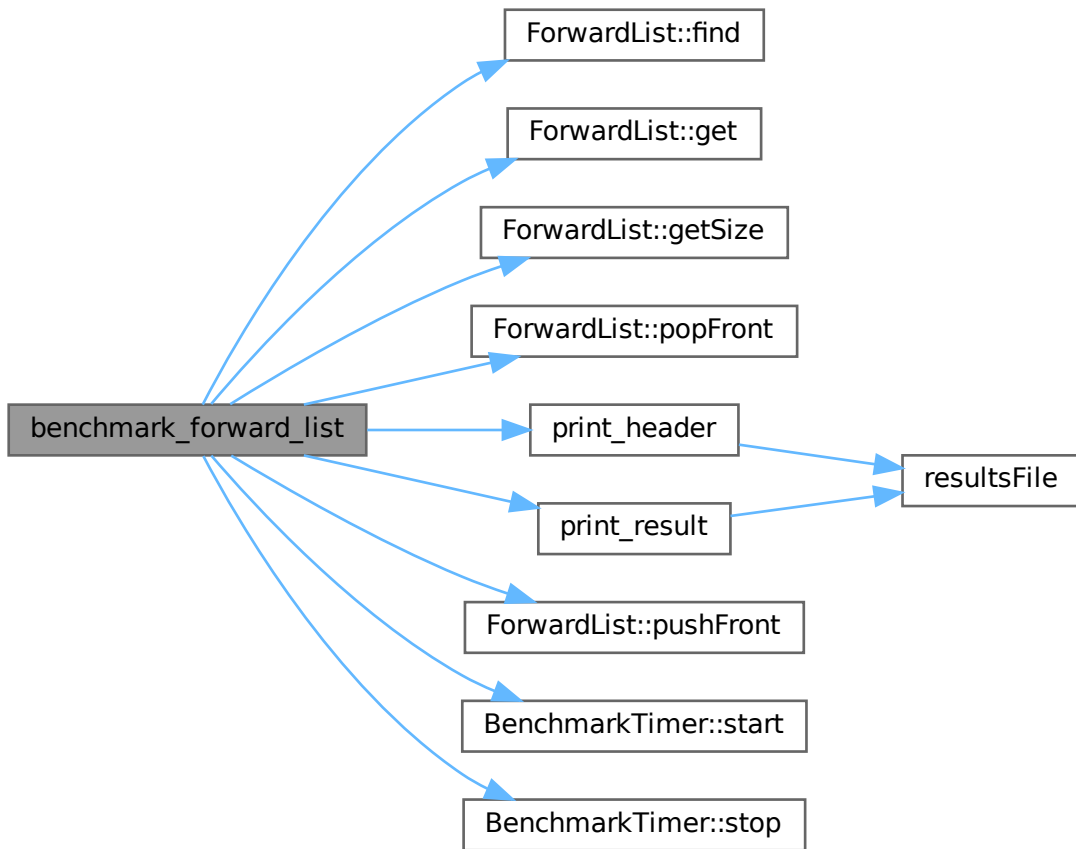 ForwardList::find
ForwardList::get
ForwardList::getSize
ForwardList::popFront
benchmark_forward_list
print_header
resultsFile
print_result
ForwardList::pushFront
BenchmarkTimer::start
BenchmarkTimer::stop